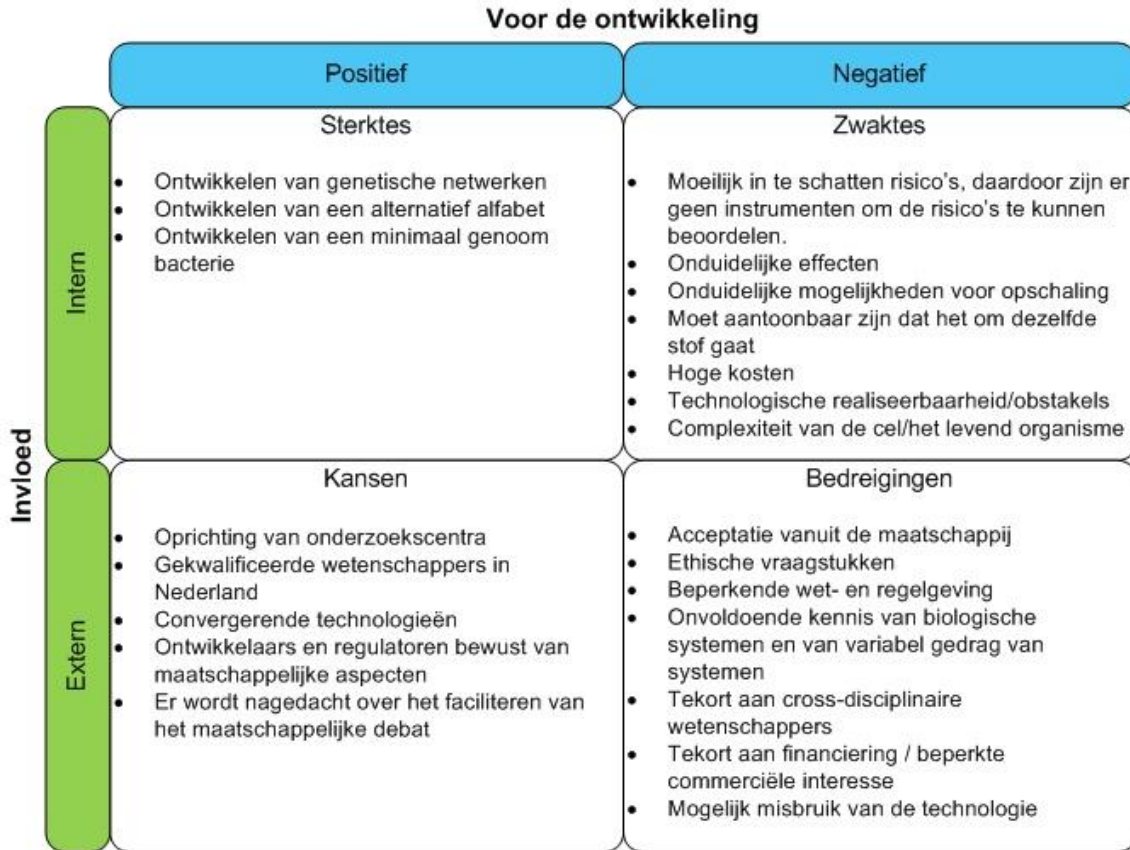 Voor de ontwikkeling
Positief
Negatief
Invloed
Intern
Sterktes
• Ontwikkelen van genetische netwerken
• Ontwikkelen van een alternatief alfabet
• Ontwikkelen van een minimaal genoom
bacterie
Zwaktes
• Moeilijk in te schatten risico's, daardoor zijn er
geen instrumenten om de risico's te kunnen
beoordelen.
• Onduidelijke effecten
• Onduidelijke mogelijkheden voor opschaling
• Moet aantoonbaar zijn dat het om dezelfde
stof gaat
• Hoge kosten
• Technologische realiseerbaarheid/obstakels
• Complexiteit van de cel/het levend organisme
Extern
Kansen
• Oprichting van onderzoekscentra
• Gekwalificeerde wetenschappers in
Nederland
• Convergerende technologieën
• Ontwikkelaars en regulatoren bewust van
maatschappelijke aspecten
• Er wordt nagedacht over het faciliteren van
het maatschappelijke debat
Bedreigingen
• Acceptatie vanuit de maatschappij
• Ethische vraagstukken
• Beperkende wet- en regelgeving
• Onvoldoende kennis van biologische
systemen en van variabel gedrag van
systemen
• Tekort aan cross-disciplinaire
wetenschappers
• Tekort aan financiering / beperkte
commerciële interesse
• Mogelijk misbruik van de technologie